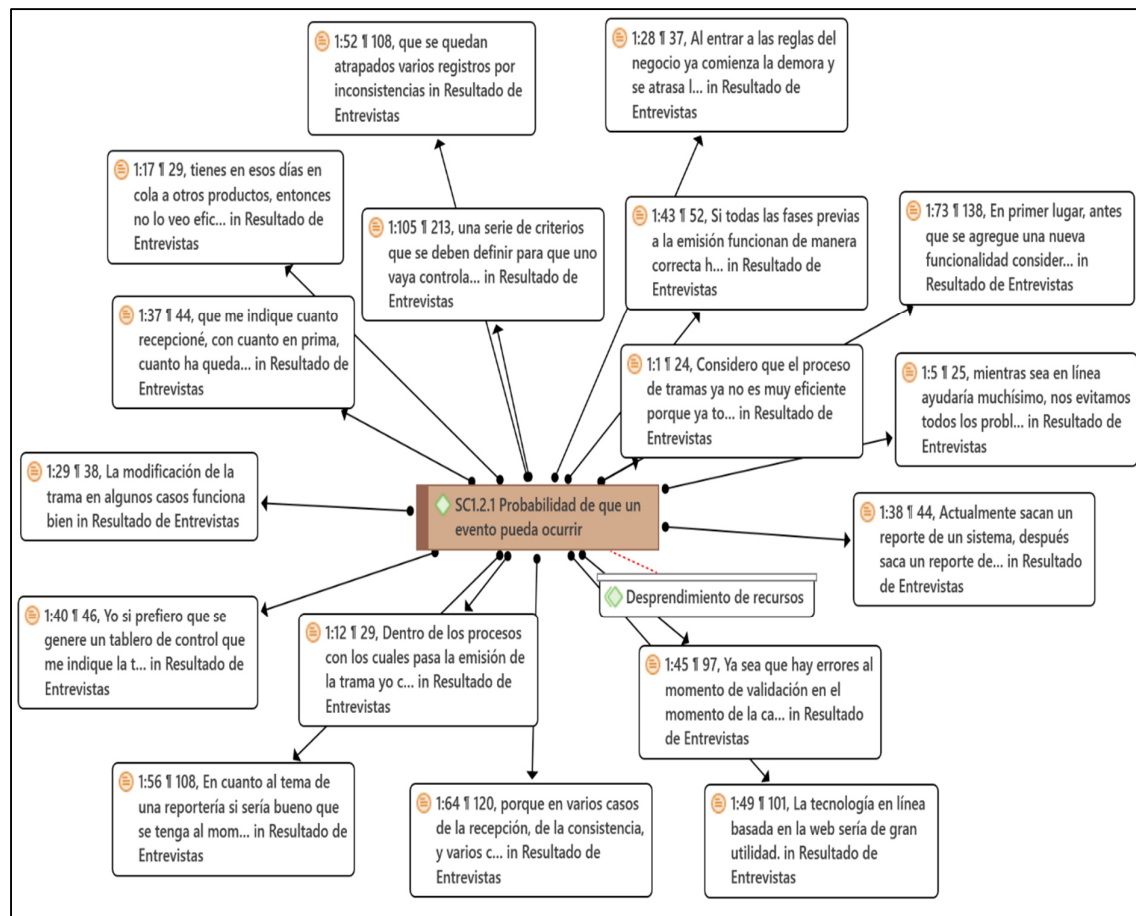 1:52 ¶ 108, que se quedan
atrapados varios registros por
inconsistencias in Resultado de
Entrevistas
1:28 ¶ 37, Al entrar a las reglas del
negocio ya comienza la demora y
se atrasa l... in Resultado de
Entrevistas
1:17 ¶ 29, tienes en esos días en
cola a otros productos, entonces
no lo veo efic... in Resultado de
Entrevistas
1:105 ¶ 213, una serie de criterios
que se deben definir para que uno
vaya controla... in Resultado de
Entrevistas
1:43 ¶ 52, Si todas las fases previas
a la emisión funcionan de manera
correcta h... in Resultado de
Entrevistas
1:73 ¶ 138, En primer lugar, antes
que se agregue una nueva
funcionalidad consider... in
Resultado de Entrevistas
1:37 ¶ 44, que me indique cuanto
recepcioné, con cuanto en prima,
cuanto ha queda... in Resultado de
Entrevistas
1:1 ¶ 24, Considero que el proceso
de tramas ya no es muy eficiente
porque ya to... in Resultado de
Entrevistas
1:5 ¶ 25, mientras sea en línea
ayudaría muchísimo, nos evitamos
todos los probl... in Resultado de
Entrevistas
1:29 ¶ 38, La modificación de la
trama en algunos casos funciona
bien in Resultado de Entrevistas
SC1.2.1 Probabilidad de que un
evento pueda ocurrir
1:38 ¶ 44, Actualmente sacan un
reporte de un sistema, después
saca un reporte de... in Resultado
de Entrevistas
Desprendimiento de recursos
1:40 ¶ 46, Yo si prefiero que se
genere un tablero de control que
me indique la t... in Resultado de
Entrevistas
1:12 ¶ 29, Dentro de los procesos
con los cuales pasa la emisión de
la trama yo c... in Resultado de
Entrevistas
1:45 ¶ 97, Ya sea que hay errores al
momento de validación en el
momento de la ca... in Resultado
de Entrevistas
1:56 ¶ 108, En cuanto al tema de
una reportería si sería bueno que
se tenga al mom... in Resultado de
Entrevistas
1:64 ¶ 120, porque en varios casos
de la recepción, de la consistencia,
y varios c... in Resultado de
Entrevistas
1:49 ¶ 101, La tecnología en línea
basada en la web sería de gran
utilidad. in Resultado de
Entrevistas